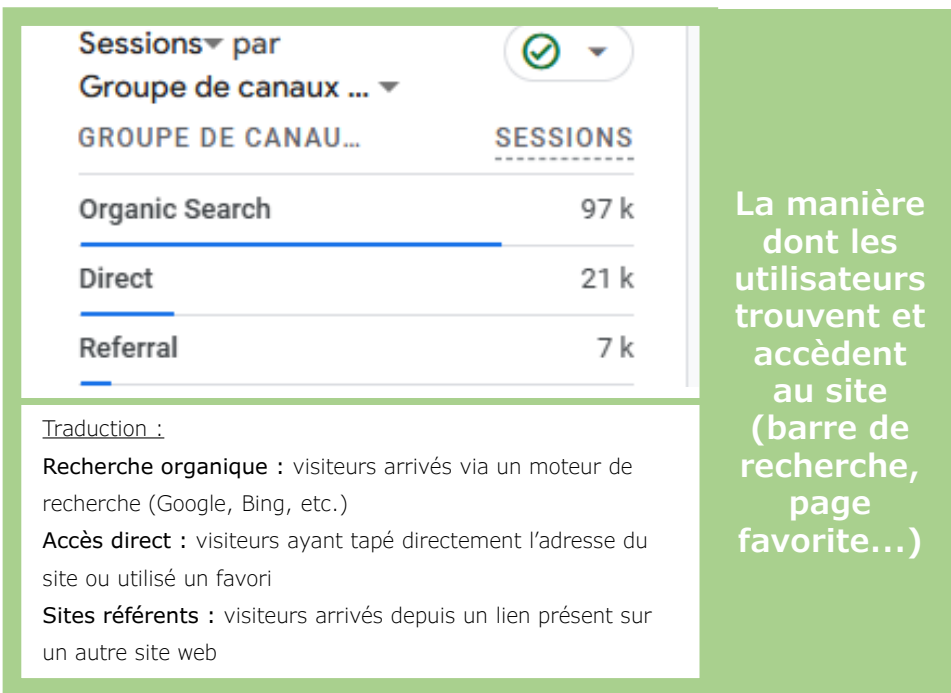 Sessions par
Groupe de canaux ...
GROUPE DE CANAU...
SESSIONS
Organic Search
97 k
Direct
21 k
Referral
7 k
Traduction :
Recherche organique : visiteurs arrivés via un moteur de
recherche (Google, Bing, etc.)
Accès direct : visiteurs ayant tapé directement l’adresse du
site ou utilisé un favori
Sites référents : visiteurs arrivés depuis un lien présent sur
un autre site web
La manière
dont les
utilisateurs
trouvent et
accèdent
au site
(barre de
recherche,
page
favorite...)